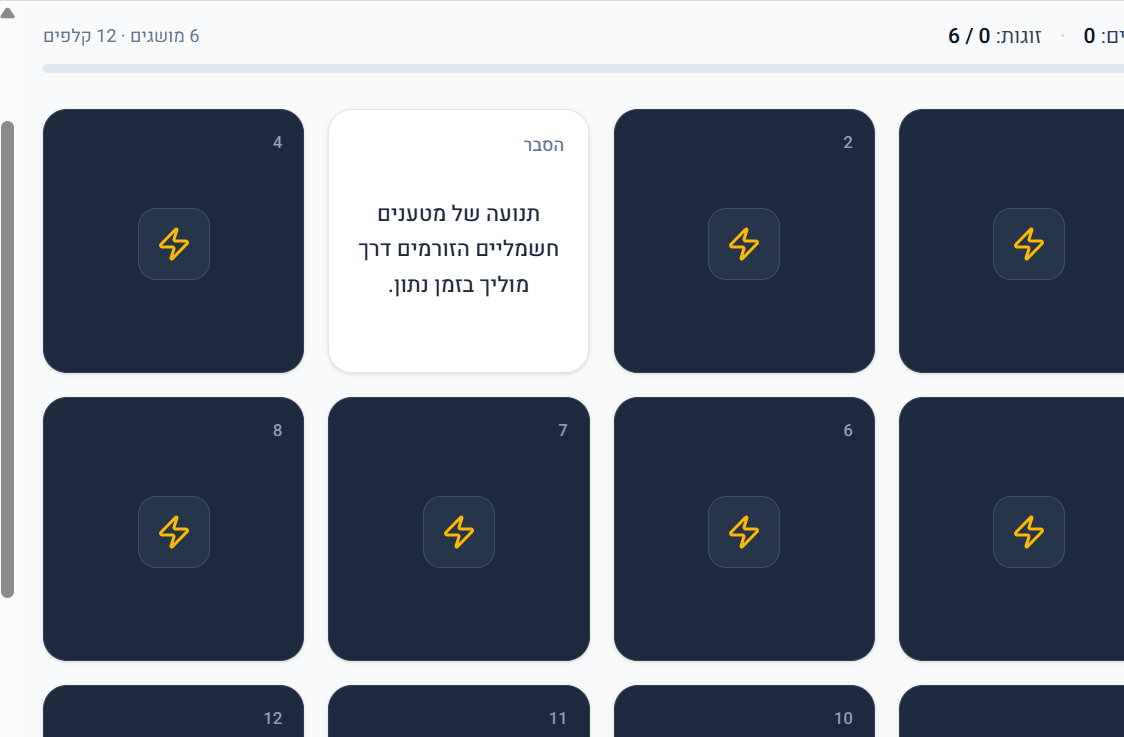 ים: 0 · זוגות: 0 / 6
6 מושגים · 12 קלפים
2
הסבר
תנועה של מטענים
חשמליים הזורמים דרך
מוליך בזמן נתון.
4
6
7
8
10
11
12